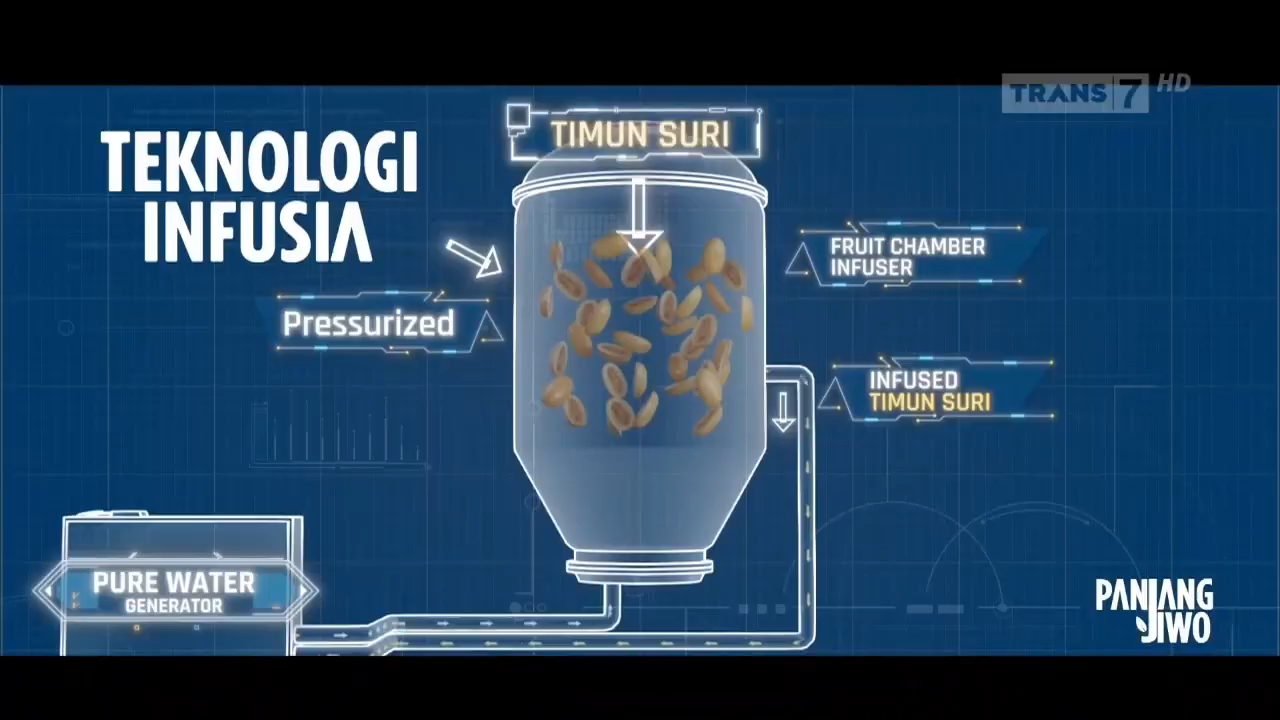 TRANS 7 HD
TEKNOLOGI
INFUSIA
TIMUN SURI
FRUIT CHAMBER
INFUSER
Pressurized
INFUSED
TIMUN SURI
PURE WATER
GENERATOR
PANJANG
JIWO